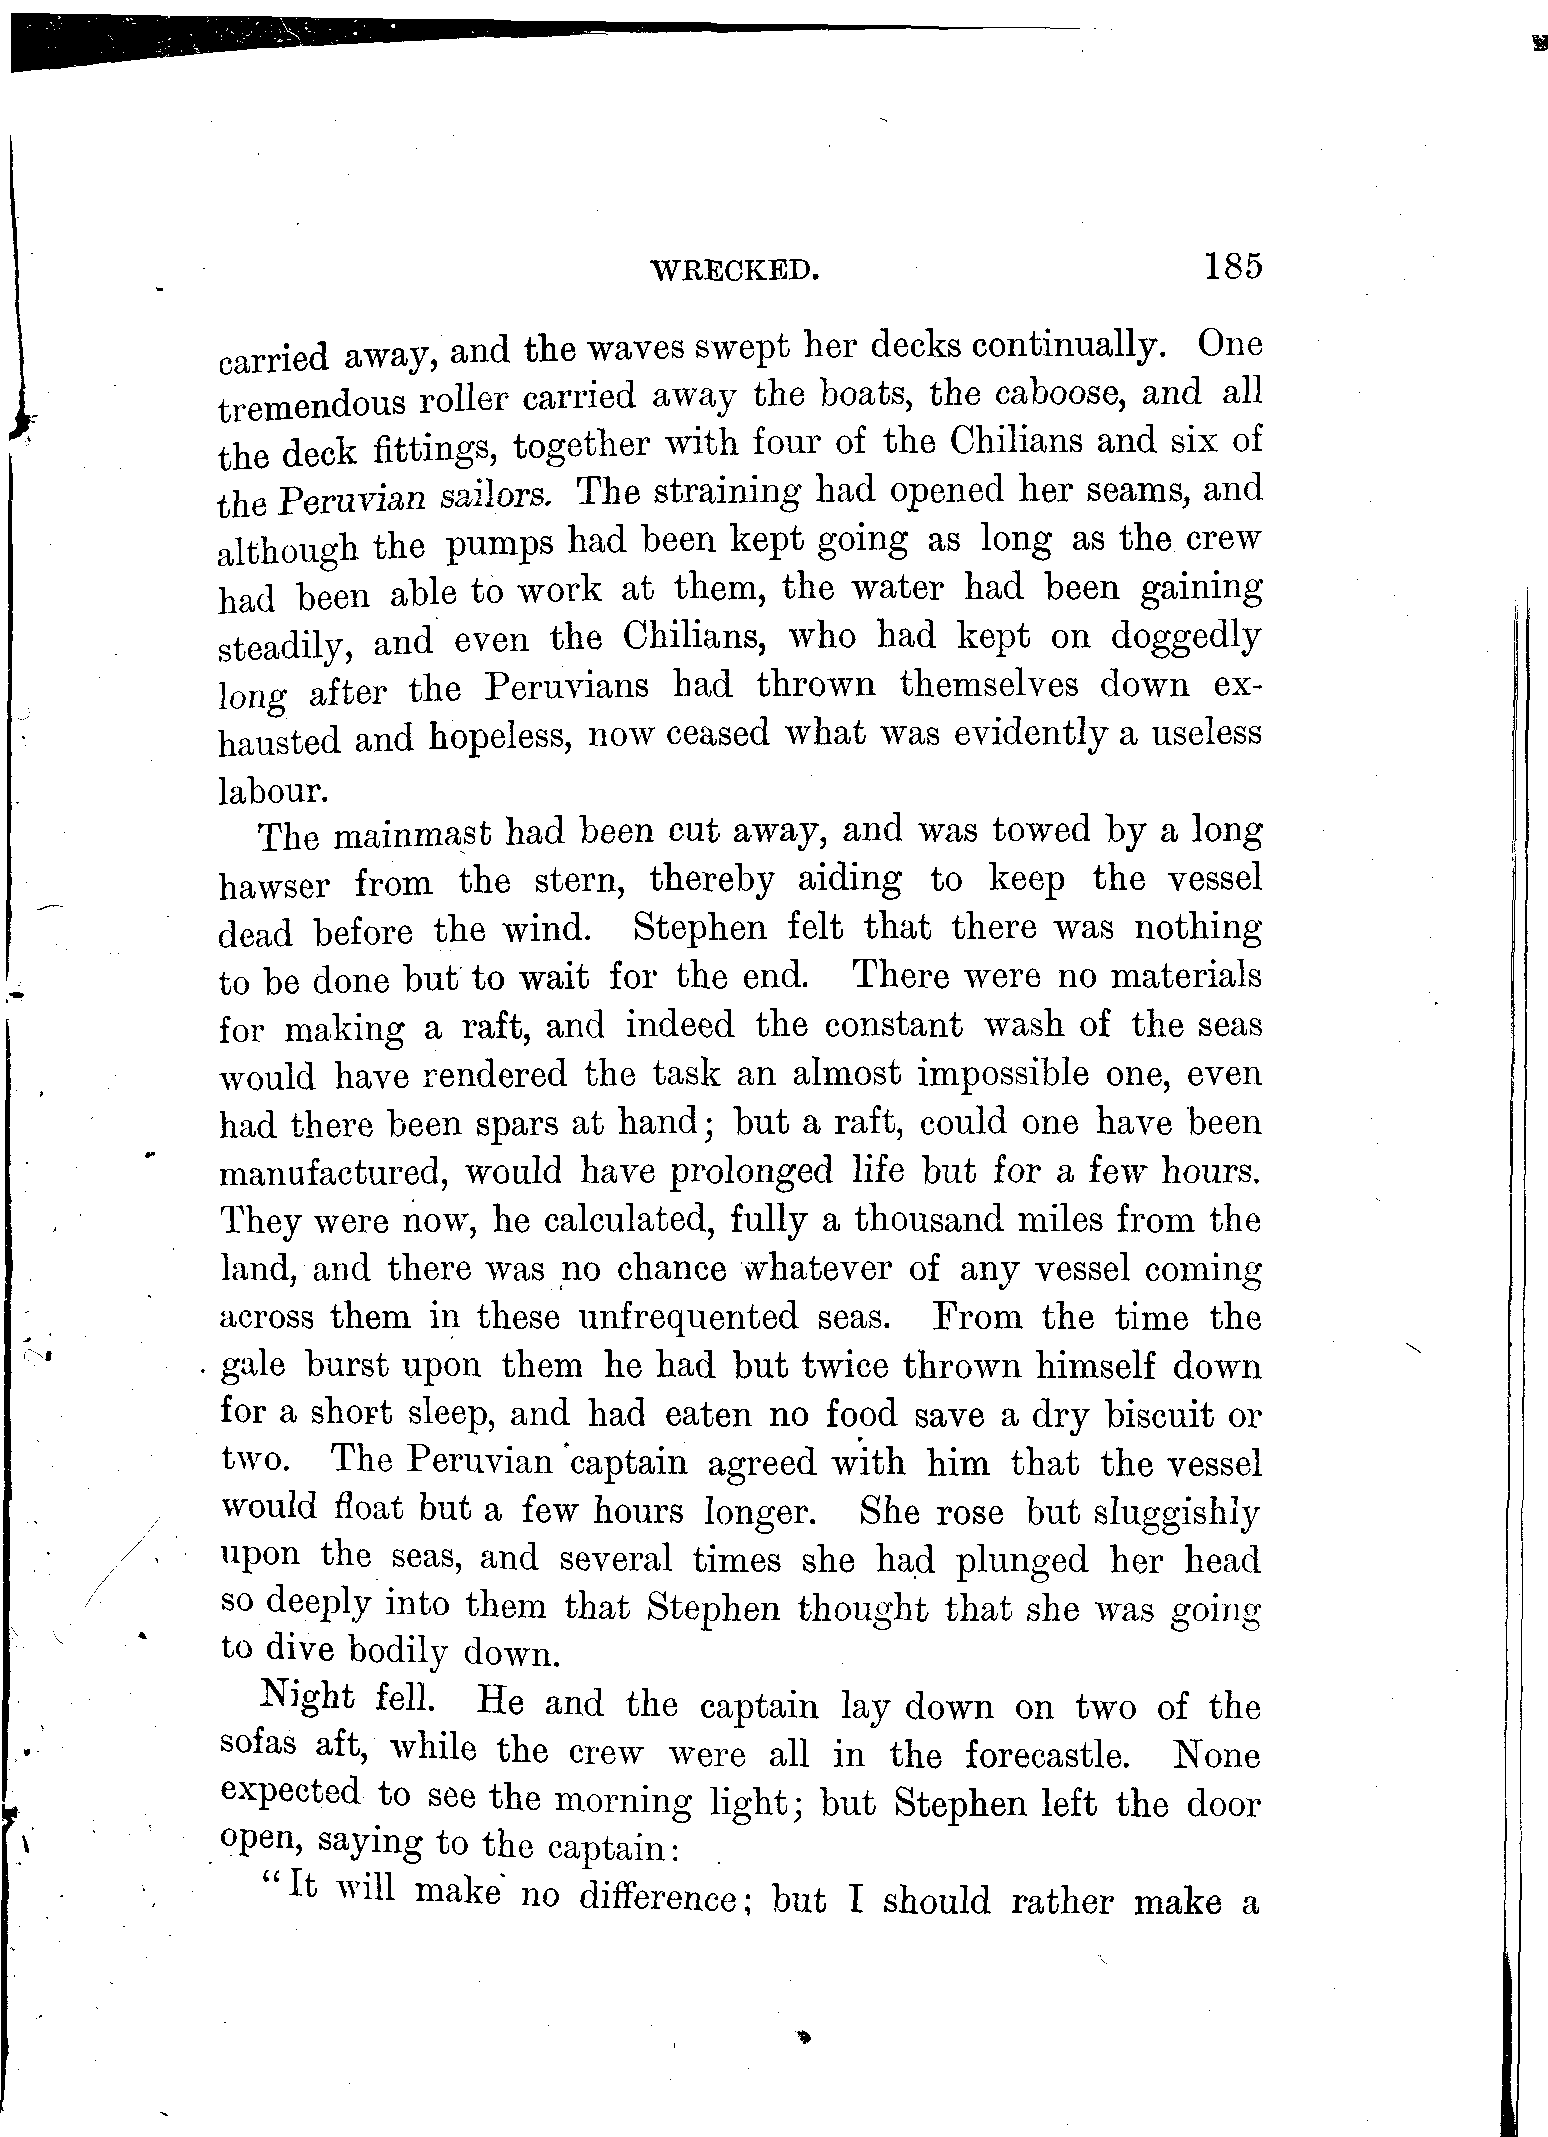 WRECKED. 185
carried away, and the waves swept her decks continually. One
tremendous roller carried away the boats, the caboose, and all
the deck fittings, together with four of the Chilians and six of
the Peruvian sailors. The straining had opened her seams, and
although the pumps had been kept going as long as the crew
had been able to work at them, the water had been gaining
steadily, and even the Chilians, who had kept on doggedly
long after the Peruvians had thrown themselves down ex-
hausted and hopeless, now ceased what was evidently a useless
labour.
The mainmast had been cut away, and was towed by a long
hawser from the stern, thereby aiding to keep the vessel
dead before the wind. Stephen felt that there was nothing
to be done but to wait for the end. There were no materials
for making a raft, and indeed the constant wash of the seas
would have rendered the task an almost impossible one, even
had there been spars at hand; but a raft, could one have been
manufactured, would have prolonged life but for a few hours.
They were now, he calculated, fully a thousand miles from the
land, and there was no chance whatever of any vessel coming
across them in these unfrequented seas. From the time the
gale burst upon them he had but twice thrown himself down
for a short sleep, and had eaten no food save a dry biscuit or
two. The Peruvian captain agreed with him that the vessel
would float but a few hours longer. She rose but sluggishly
upon the seas, and several times she had plunged her head
so deeply into them that Stephen thought that she was going
to dive bodily down.
Night fell. He and the captain lay down on two of the
sofas aft, while the crew were all in the forecastle. None
expected to see the morning light; but Stephen left the door
open, saying to the captain:
"It will make no difference; but I should rather make a